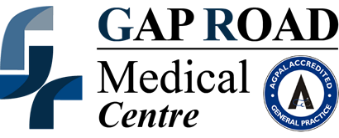 GAP ROAD
Medical
Centre
AGPAL ACCREDITED
GENERAL PRACTICE